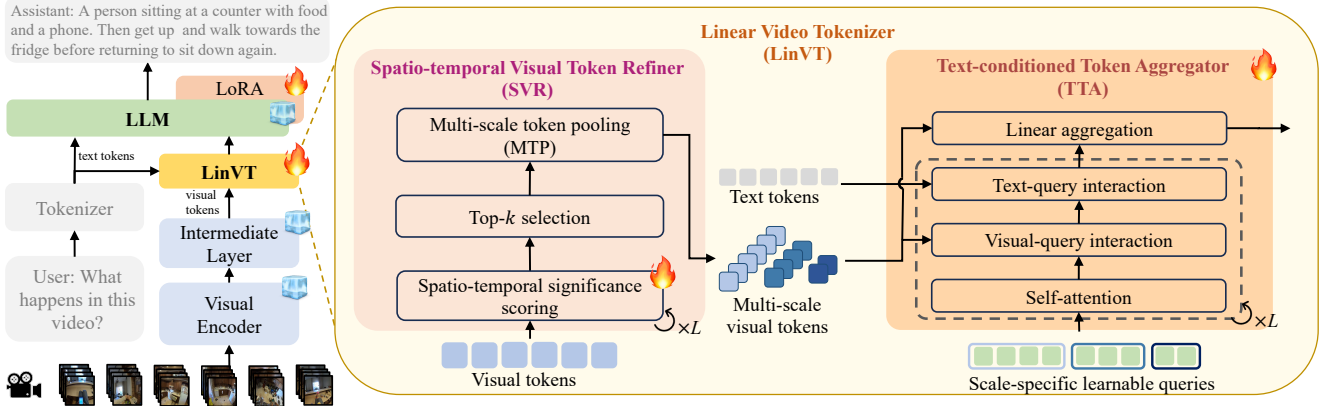 Assistant: A person sitting at a counter with food
and a phone. Then get up and walk towards the
fridge before returning to sit down again.
LoRA
LLM
text tokens
LinVT
visual
tokens
Tokenizer
Intermediate
Layer
User: What
happens in this
video?
Visual
Encoder
Linear Video Tokenizer
(LinVT)
Spatio-temporal Visual Token Refiner
(SVR)
Multi-scale token pooling
(MTP)
Top-k selection
Spatio-temporal significance
scoring
×L
Visual tokens
Text tokens
Multi-scale
visual tokens
Text-conditioned Token Aggregator
(TTA)
Linear aggregation
Text-query interaction
Visual-query interaction
Self-attention
×L
Scale-specific learnable queries